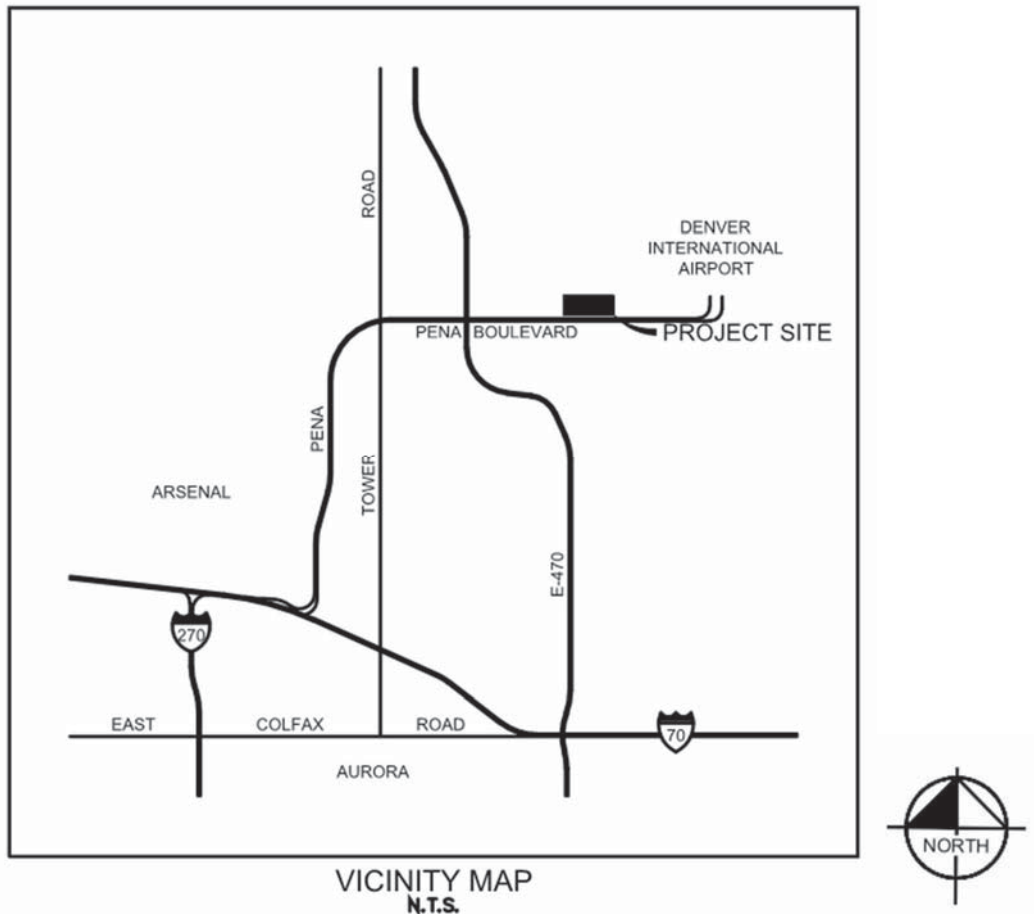 ROAD
DENVER
INTERNATIONAL
AIRPORT
PENA BOULEVARD
PROJECT SITE
PENA
ARSENAL
TOWER
E-470
270
EAST COLFAX ROAD
70
AURORA
NORTH
VICINITY MAP
N.T.S.